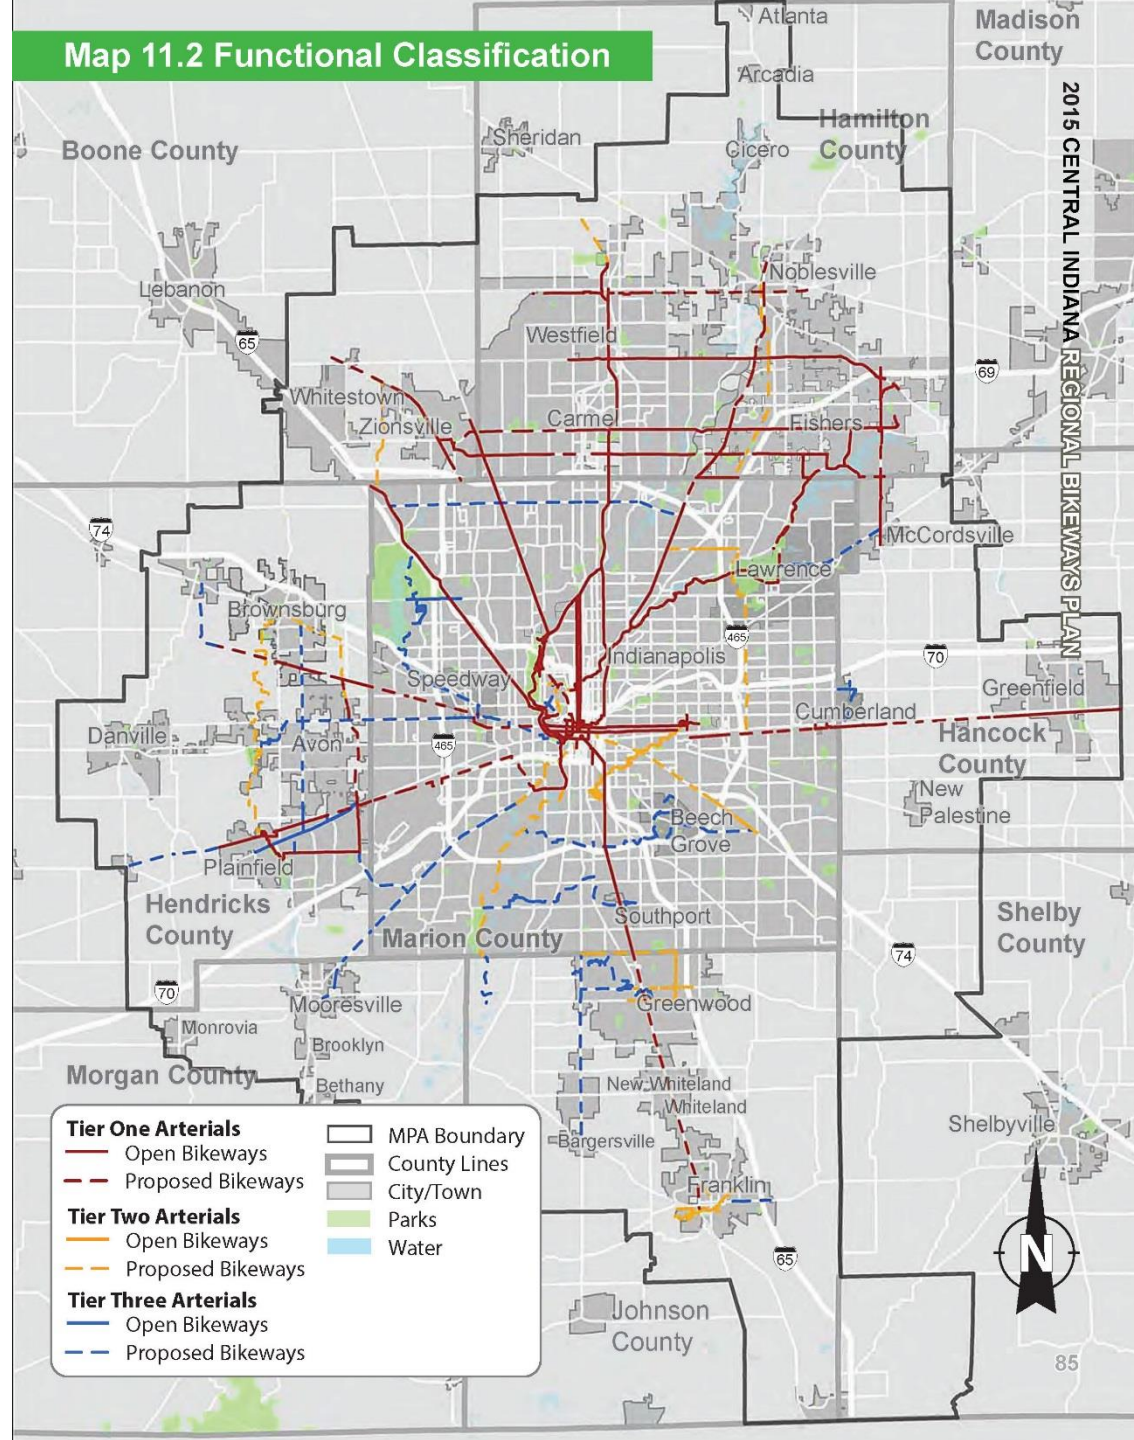 Map 11.2 Functional Classification
2015 CENTRAL INDIANA REGIONAL BIKEWAYS PLAN
Atlanta
Madison
County
Arcadia
Hamilton
County
Sheridan
Cicero
Boone County
Noblesville
Lebanon
65
Westfield
69
Whitestown
Carmel
Zionsville
Fishers
74
McCordsville
Lawrence
Brownsburg
465
Indianapolis
70
Speedway
Greenfield
Cumberland
Danville
Avon
465
Hancock
County
New
Palestine
Beech
Grove
Plainfield
Hendricks
County
Southport
Shelby
County
Marion County
74
70
Mooresville
Greenwood
Monrovia
Brooklyn
Morgan County
Bethany
New Whiteland
Whiteland
Bargersville
Shelbyville
Franklin
65
Johnson
County
N
85
Tier One Arterials
Open Bikeways
Proposed Bikeways
Tier Two Arterials
Open Bikeways
Proposed Bikeways
Tier Three Arterials
Open Bikeways
Proposed Bikeways
MPA Boundary
County Lines
City/Town
Parks
Water